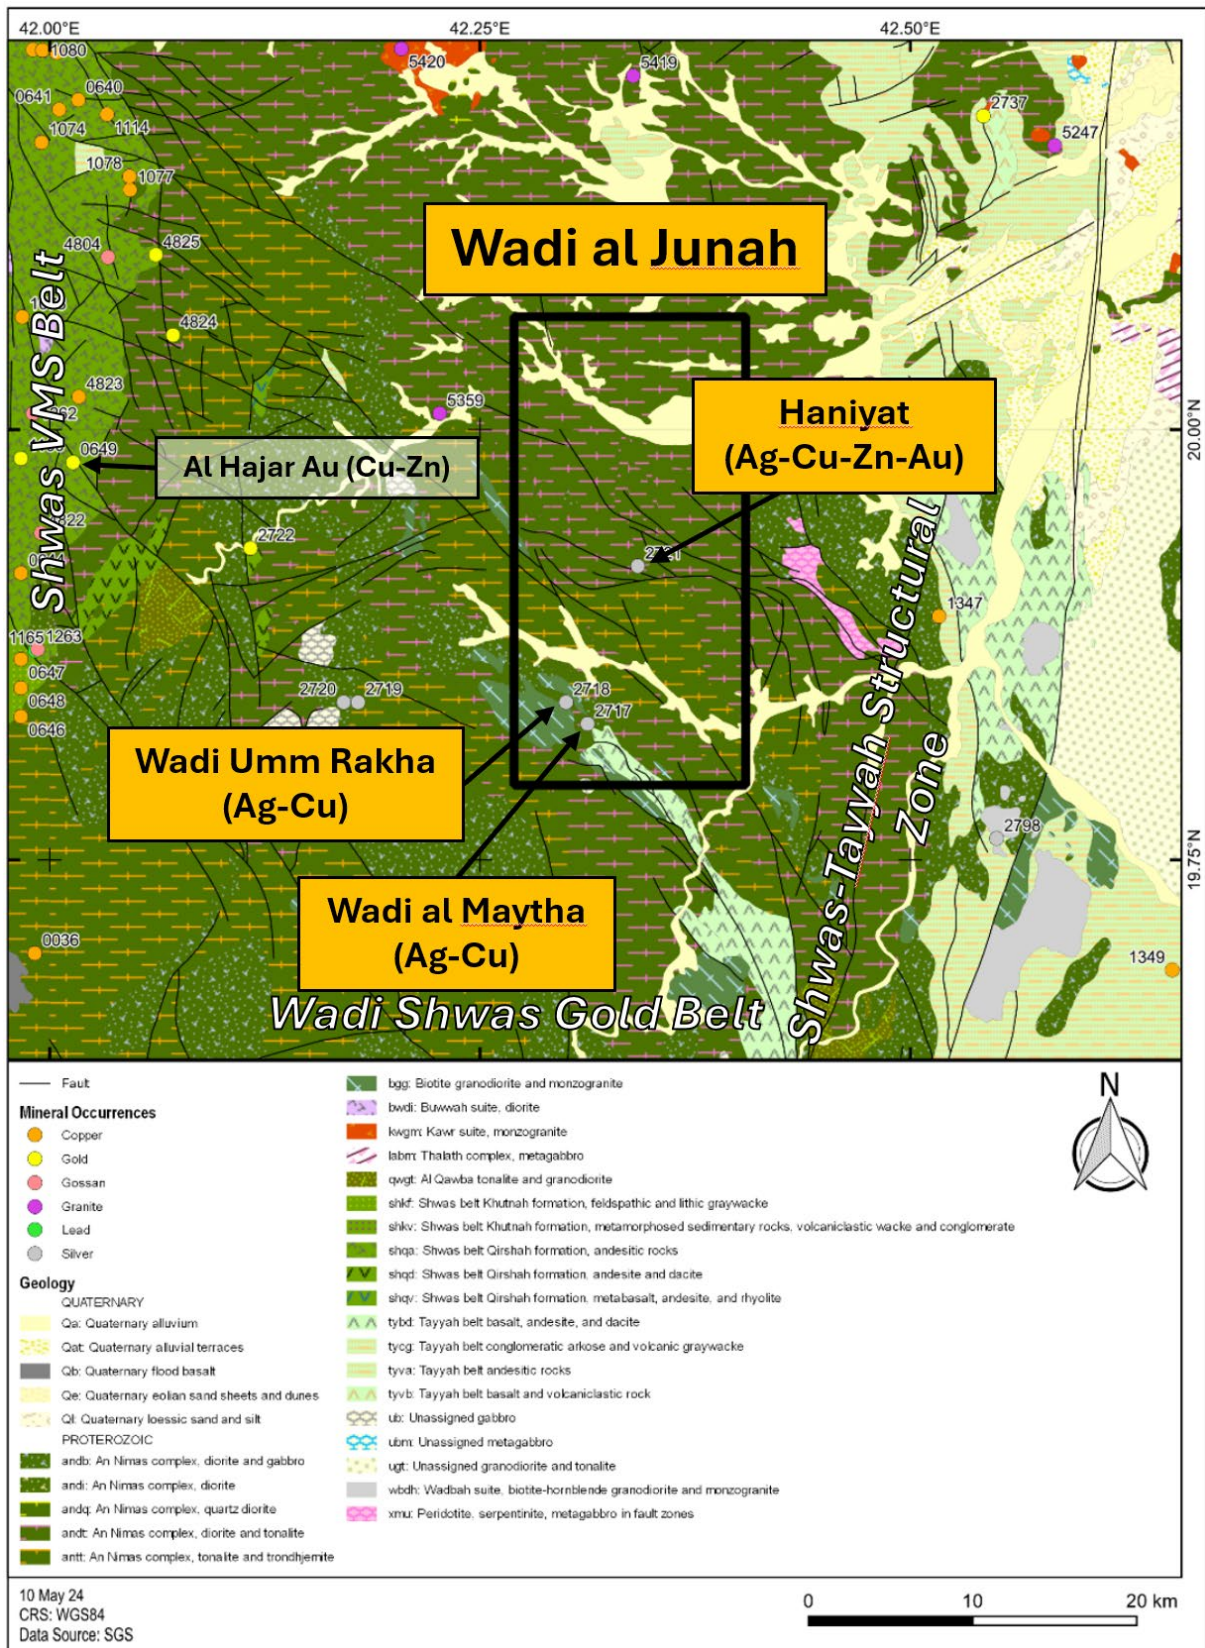 42.00°E
42.25°E
42.50°E
1080
5420
5419
0641
0640
1074
1114
2737
5247
1078
1077
4804
4825
Wadi al Junah
4824
4823
5359
Haniyat
(Ag-Cu-Zn-Au)
20.00°N
0649
Al Hajar Au (Cu-Zn)
Shwas VMS Belt
2722
1347
1165
1263
0647
0648
0646
2720
2719
2718
2717
Wadi Umm Rakha
(Ag-Cu)
Shwas-Tayyah Structural
Zone
2798
19.75°N
Wadi al Maytha
(Ag-Cu)
0036
1349
Wadi Shwas Gold Belt
Fault
Mineral Occurrences
Copper
Gold
Gossan
Granite
Lead
Silver
Geology
QUATERNARY
Qa: Quaternary alluvium
Qat: Quaternary alluvial terraces
Qb: Quaternary flood basalt
Qe: Quaternary eolian sand sheets and dunes
Ql: Quaternary loessic sand and silt
PROTEROZOIC
andb: An Nimas complex, diorite and gabbro
andi: An Nimas complex, diorite
andq: An Nimas complex, quartz diorite
andt: An Nimas complex, diorite and tonalite
antt: An Nimas complex, tonalite and trondhjemite
bgg: Biotite granodiorite and monzogranite
bwdi: Buwwah suite, diorite
kwgm: Kawr suite, monzogranite
labm: Thalath complex, metagabbro
qwgt: Al Qawba tonalite and granodiorite
shkf: Shwas belt Khutnah formation, feldspathic and lithic graywacke
shkv: Shwas belt Khutnah formation, metamorphosed sedimentary rocks, volcaniclastic wacke and conglomerate
shqa: Shwas belt Qirshah formation, andesitic rocks
shqd: Shwas belt Qirshah formation, andesite and dacite
shqv: Shwas belt Qirshah formation, metabasalt, andesite, and rhyolite
tybd: Tayyah belt basalt, andesite, and dacite
tycg: Tayyah belt conglomeratic arkose and volcanic graywacke
tyva: Tayyah belt andesitic rocks
tyvb: Tayyah belt basalt and volcaniclastic rock
ub: Unassigned gabbro
ubm: Unassigned metagabbro
ugt: Unassigned granodiorite and tonalite
wbdh: Wadbah suite, biotite-hornblende granodiorite and monzogranite
xmu: Peridotite, serpentinite, metagabbro in fault zones
N
10 May 24
CRS: WGS84
Data Source: SGS
0
10
20 km